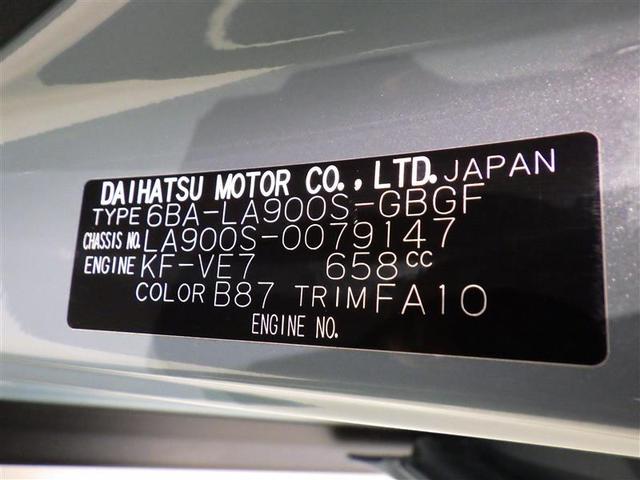 DAIHATSU MOTOR CO., LTD. JAPAN
TYPE 6BA-LA900S-GBGF
CHASSIS NO. LA900S-0079147
ENGINE KF-VE7 658CC
COLOR B87 TRIM FA10
ENGINE NO.